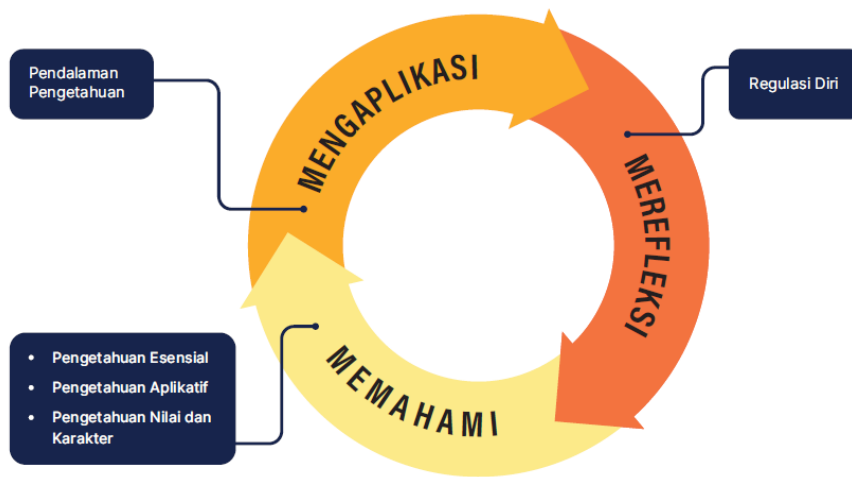 Pendalaman
Pengetahuan
MENGAPLIKASI
Regulasi Diri
MEREFLEKSI
• Pengetahuan Esensial
• Pengetahuan Aplikatif
• Pengetahuan Nilai dan
Karakter
MEMAHAMI